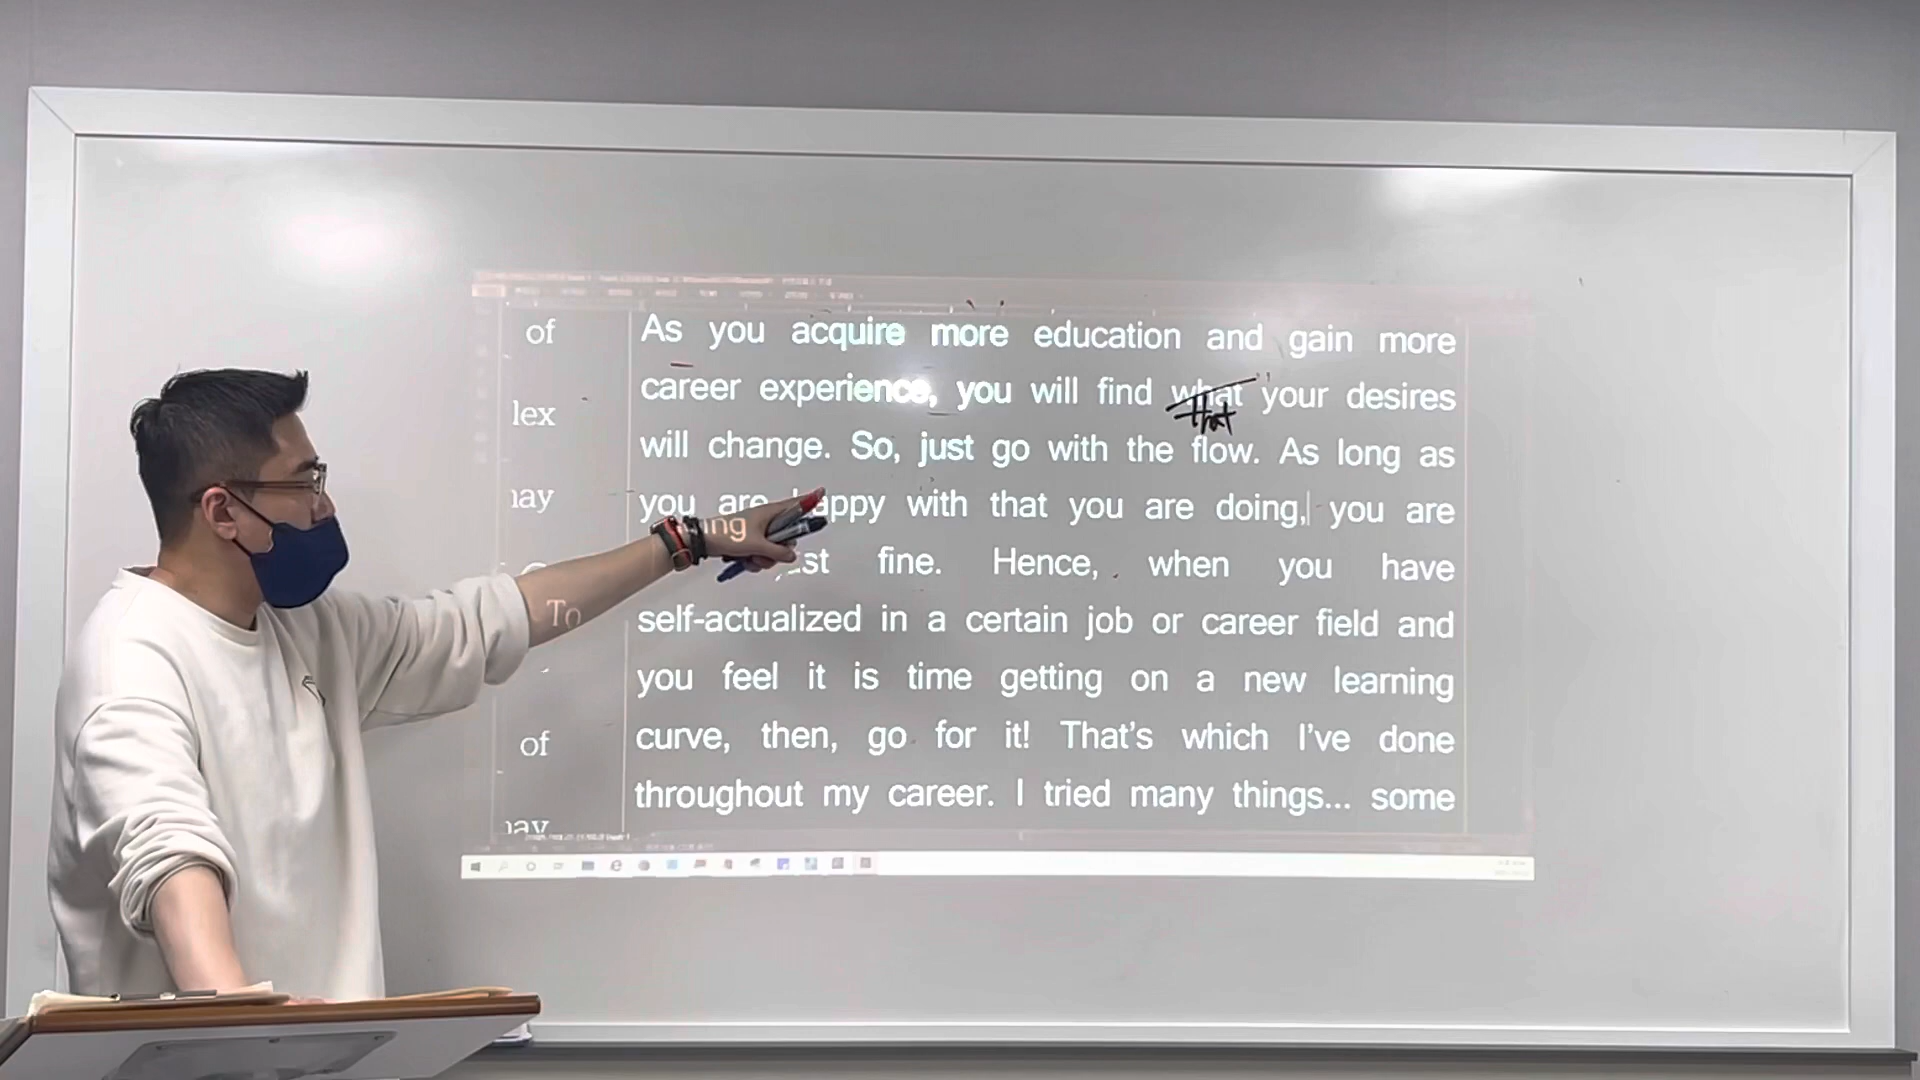 of
lex
nay
To
of
nay
As you acquire more education and gain more
career experience, you will find what your desires
that
will change. So, just go with the flow. As long as
you are happy with that you are doing, you are
just fine. Hence, when you have
self-actualized in a certain job or career field and
you feel it is time getting on a new learning
curve, then, go for it! That's which I've done
throughout my career. I tried many things... some